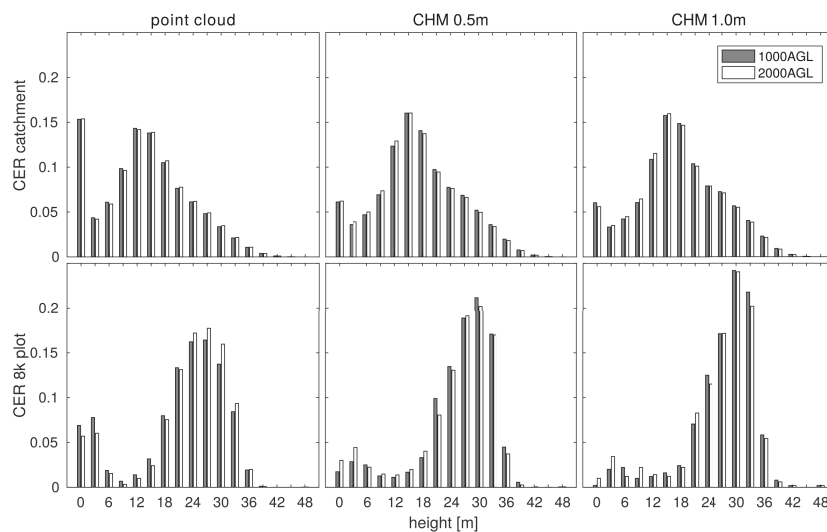 point cloud CHM 0.5m CHM 1.0m
1000AGL
2000AGL
CER catchment
0.2
0.15
0.1
0.05
0
CER 8k plot
0.2
0.15
0.1
0.05
0
0 6 12 18 24 30 36 42 48 0 6 12 18 24 30 36 42 48 0 6 12 18 24 30 36 42 48
height [m]